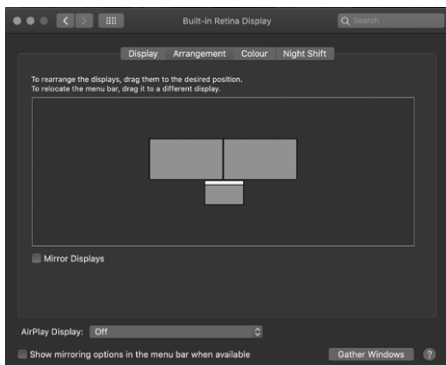 Built-in Retina Display
Search
Display Arrangement Colour Night Shift
To rearrange the displays, drag them to the desired position.
To relocate the menu bar, drag it to a different display.
Mirror Displays
AirPlay Display: Off
Show mirroring options in the menu bar when available
Gather Windows ?